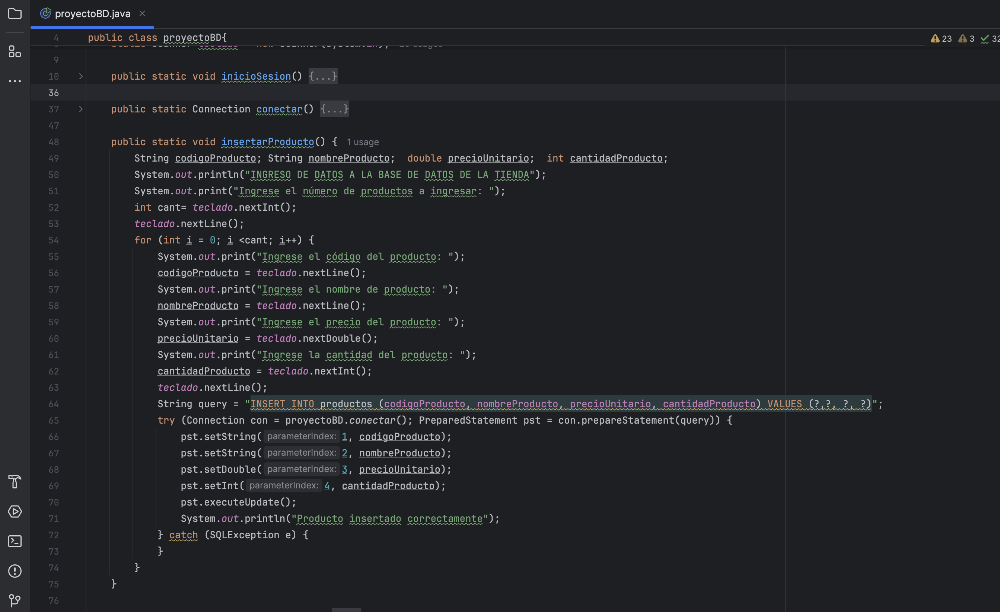 proyectoBD.java
4 public class proyectoBD{
23 3 32
9
10 public static void inicioSesion() {...}
36
37 public static Connection conectar() {...}
47
48 public static void insertarProducto() { 1 usage
49 String codigoProducto; String nombreProducto; double precioUnitario; int cantidadProducto;
50 System.out.println("INGRESO DE DATOS A LA BASE DE DATOS DE LA TIENDA");
51 System.out.print("Ingrese el número de productos a ingresar: ");
52 int cant= teclado.nextInt();
53 teclado.nextLine();
54 for (int i = 0; i <cant; i++) {
55 System.out.print("Ingrese el código del producto: ");
56 codigoProducto = teclado.nextLine();
57 System.out.print("Ingrese el nombre de producto: ");
58 nombreProducto = teclado.nextLine();
59 System.out.print("Ingrese el precio del producto: ");
60 precioUnitario = teclado.nextDouble();
61 System.out.print("Ingrese la cantidad del producto: ");
62 cantidadProducto = teclado.nextInt();
63 teclado.nextLine();
64 String query = "INSERT INTO productos (codigoProducto, nombreProducto, precioUnitario, cantidadProducto) VALUES (?,?, ?, ?)";
65 try (Connection con = proyectoBD.conectar(); PreparedStatement pst = con.prepareStatement(query)) {
66 pst.setString( parameterIndex: 1, codigoProducto);
67 pst.setString( parameterIndex: 2, nombreProducto);
68 pst.setDouble( parameterIndex: 3, precioUnitario);
69 pst.setInt( parameterIndex: 4, cantidadProducto);
70 pst.executeUpdate();
71 System.out.println("Producto insertado correctamente");
72 } catch (SQLException e) {
73 }
74 }
75 }
76